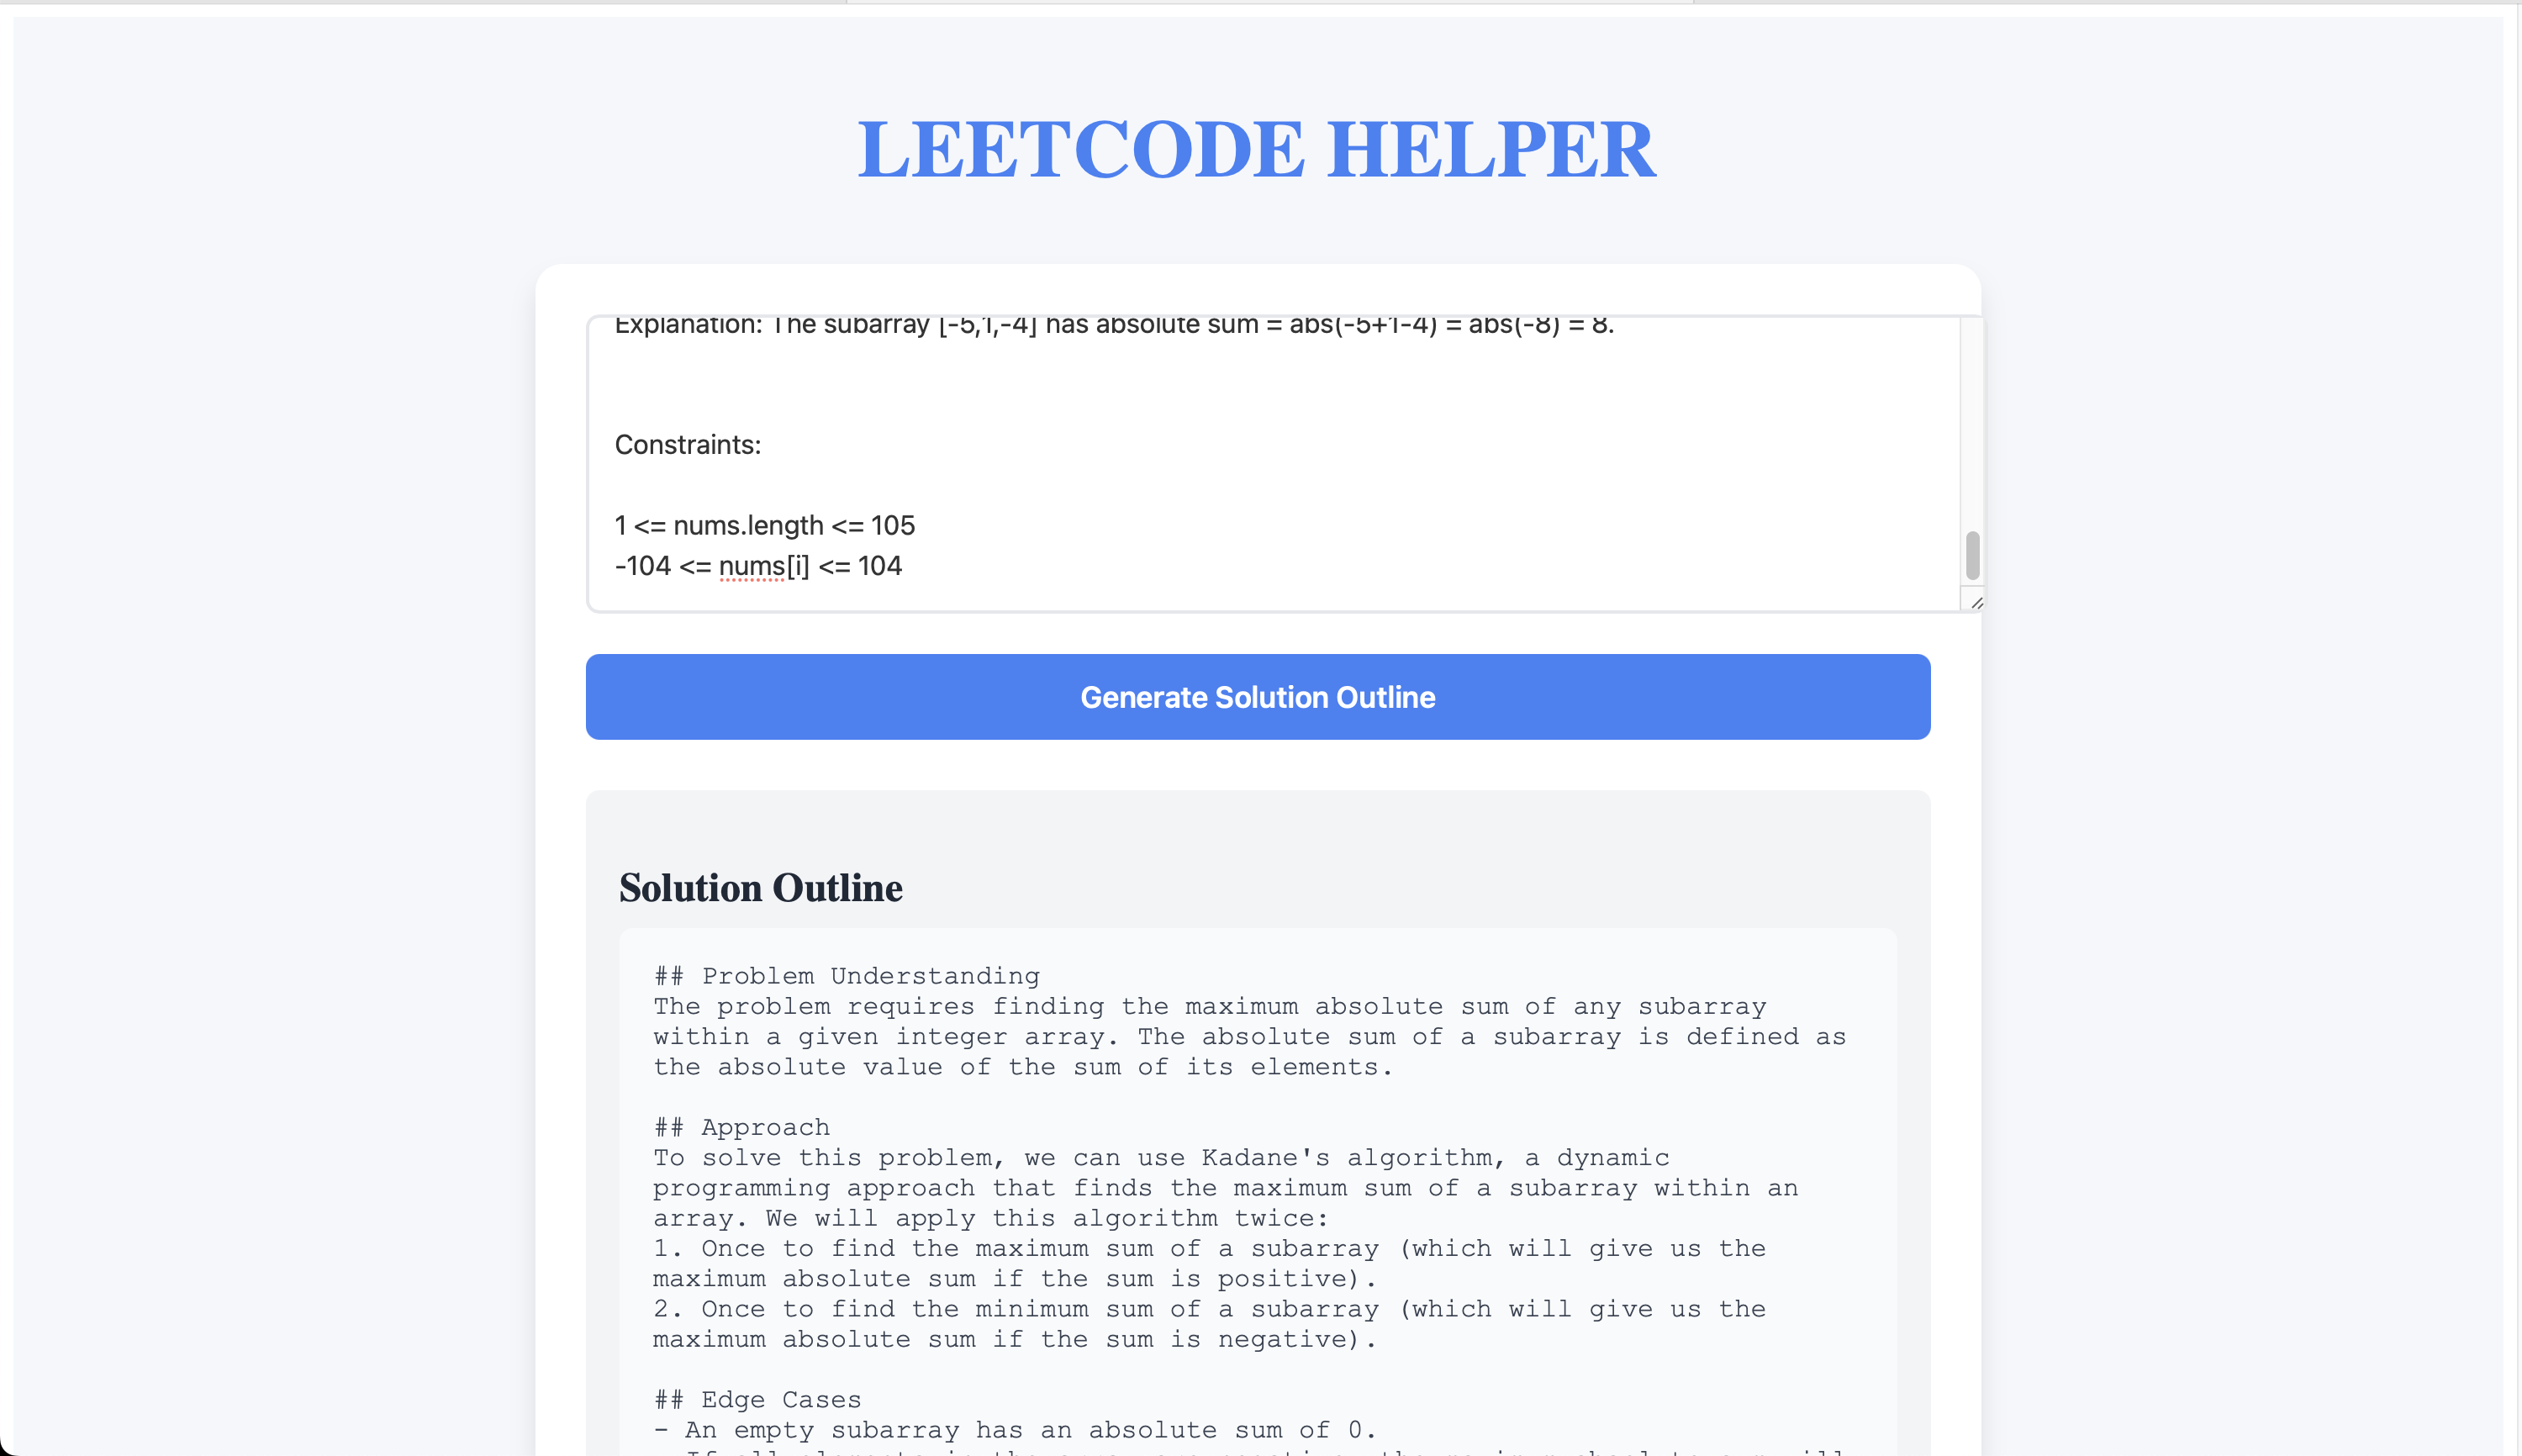 LEETCODE HELPER
Explanation: The subarray [-5,1,-4] has absolute sum = abs(-5+1-4) = abs(-8) = 8.
Constraints:
1 <= nums.length <= 105
-104 <= nums[i] <= 104
Generate Solution Outline
Solution Outline
## Problem Understanding
The problem requires finding the maximum absolute sum of any subarray
within a given integer array. The absolute sum of a subarray is defined as
the absolute value of the sum of its elements.
## Approach
To solve this problem, we can use Kadane's algorithm, a dynamic
programming approach that finds the maximum sum of a subarray within an
array. We will apply this algorithm twice:
1. Once to find the maximum sum of a subarray (which will give us the
maximum absolute sum if the sum is positive).
2. Once to find the minimum sum of a subarray (which will give us the
maximum absolute sum if the sum is negative).
## Edge Cases
- An empty subarray has an absolute sum of 0.